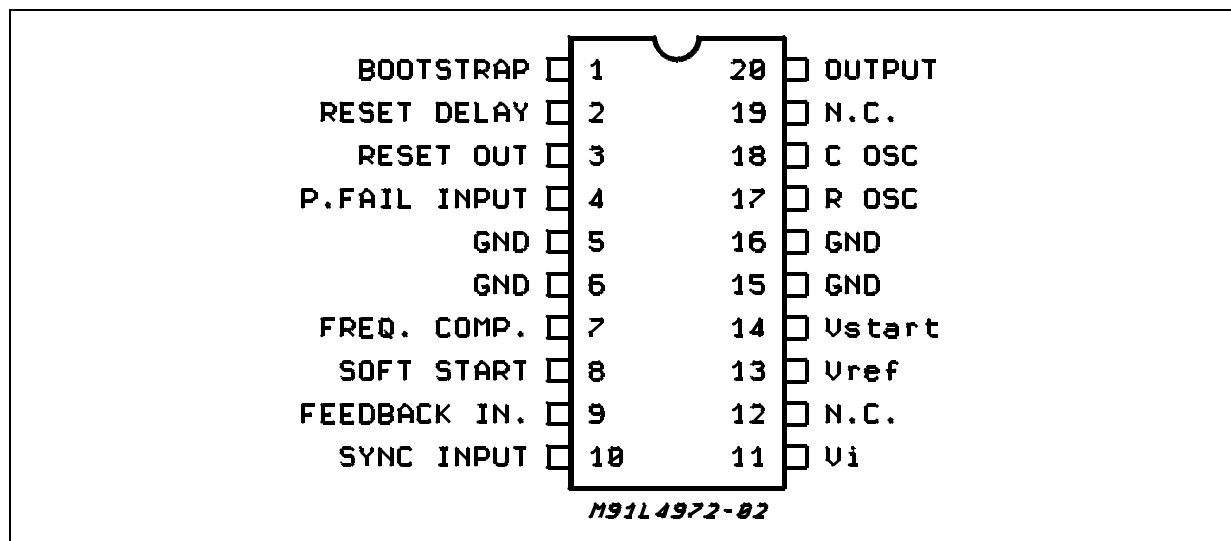 BOOTSTRAP 1 20 OUTPUT
RESET DELAY 2 19 N.C.
RESET OUT 3 18 C OSC
P.FAIL INPUT 4 17 R OSC
GND 5 16 GND
GND 6 15 GND
FREQ. COMP. 7 14 Vstart
SOFT START 8 13 Vref
FEEDBACK IN. 9 12 N.C.
SYNC INPUT 10 11 Vi
M91L4972-02